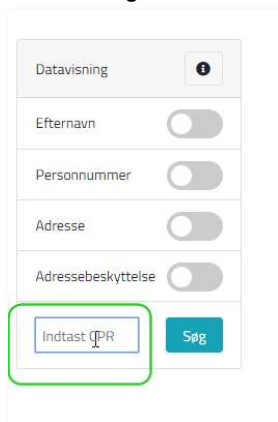 Datavisning
Efternavn
Personnummer
Adresse
Adressebeskyttelse
Indtast CPR Søg